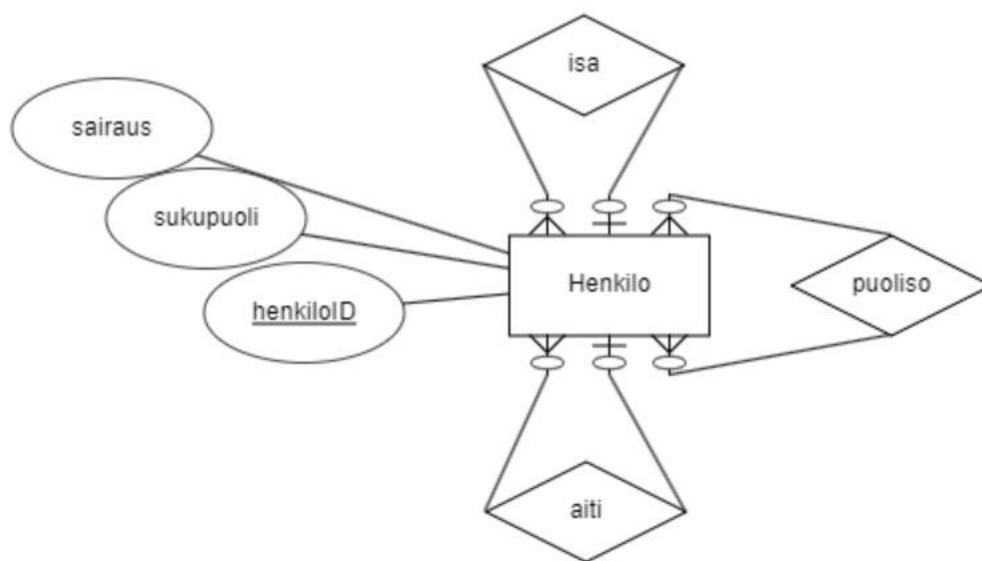 isa
sairaus
sukupuoli
henkiloID
Henkilo
puoliso
aiti